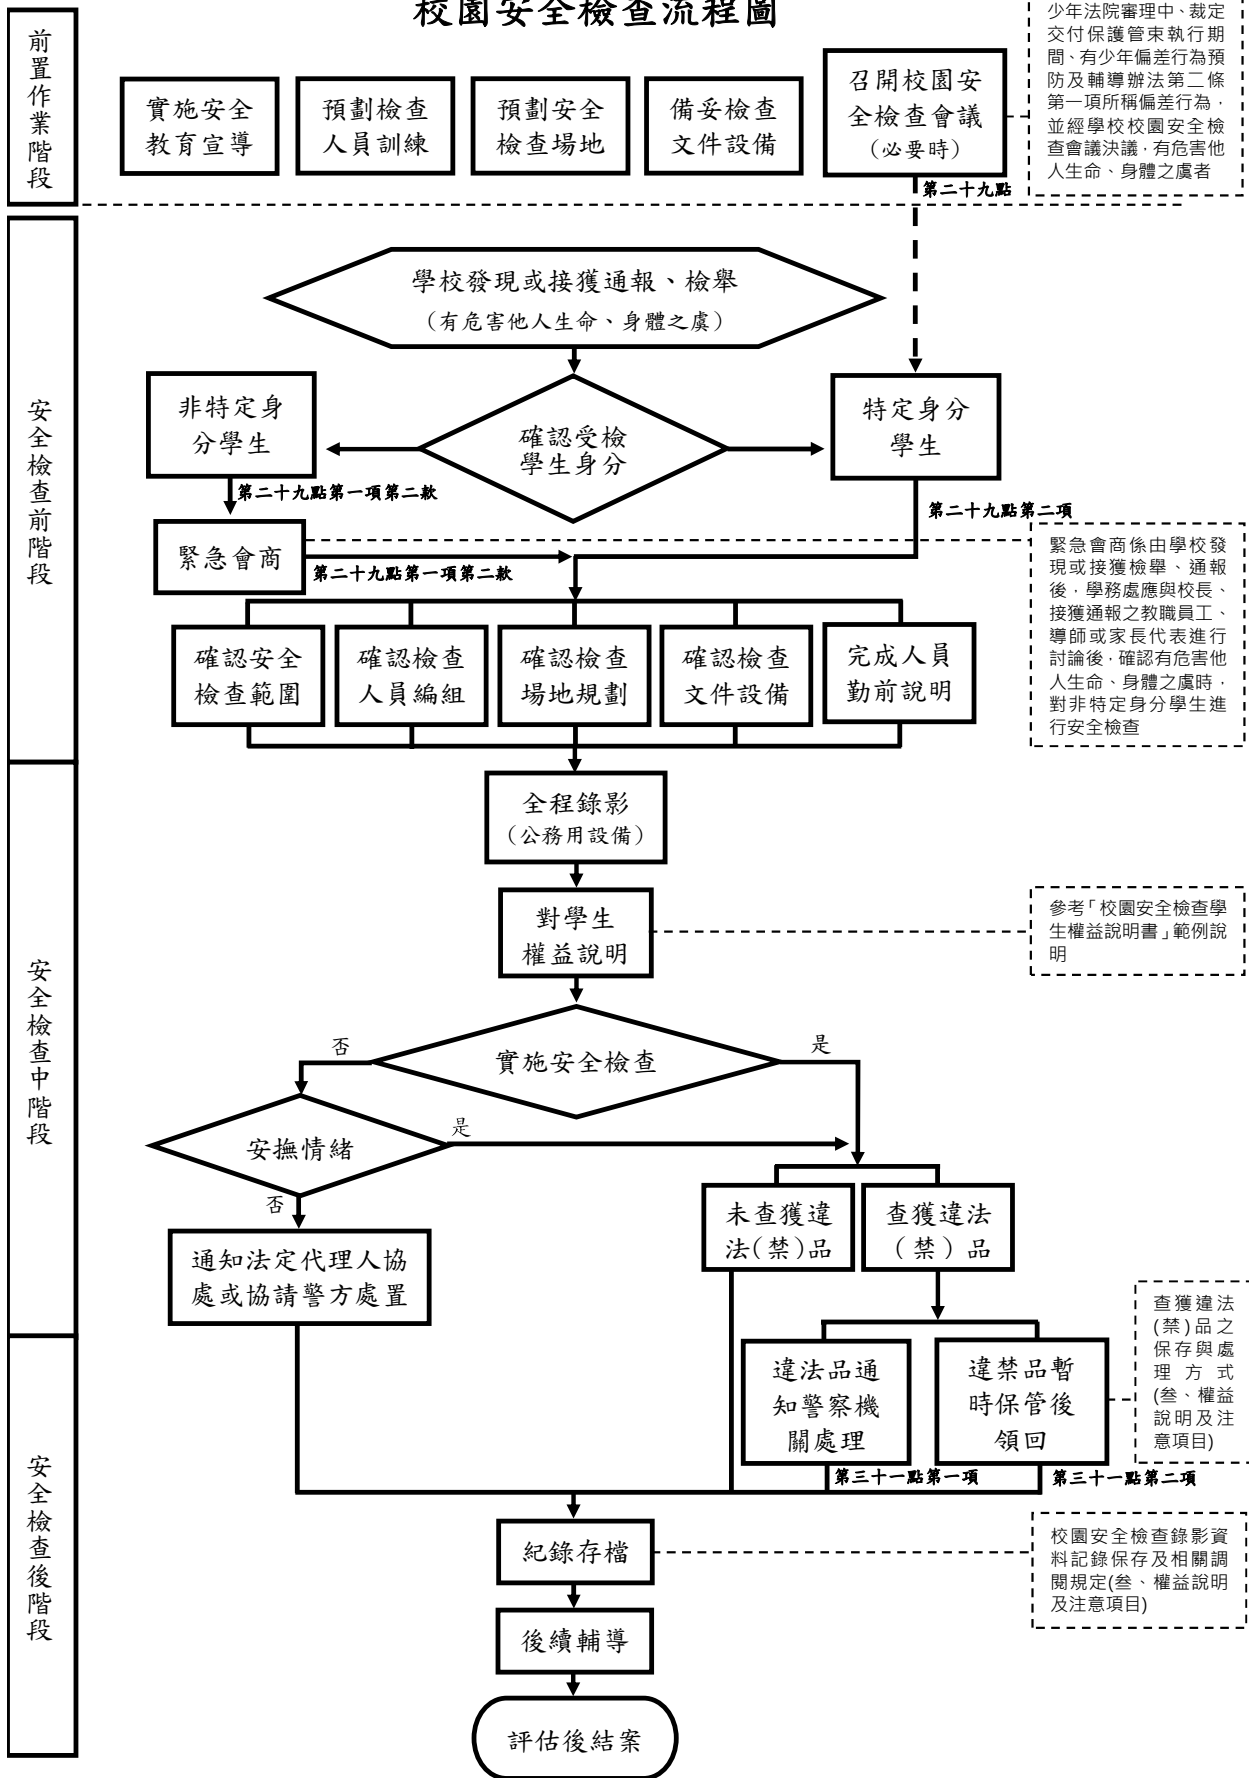 校園安全檢查流程圖
前置作業階段
實施安全
教育宣導
預劃檢查
人員訓練
預劃安全
檢查場地
備妥檢查
文件設備
召開校園安
全檢查會議
(必要時)
少年法院審理中、裁定
交付保護管束執行期
間、有少年偏差行為預
防及輔導辦法第二條
第一項所稱偏差行為，
並經學校校園安全檢
查會議決議，有危害他
人生命、身體之虞者
第二十九點
安全檢查前階段
學校發現或接獲通報、檢舉
(有危害他人生命、身體之虞)
非特定身
分學生
確認受檢
學生身分
特定身分
學生
第二十九點第一項第二款
第二十九點第二項
緊急會商
第二十九點第一項第二款
緊急會商係由學校發
現或接獲檢舉、通報
後，學務處應與校長、
接獲通報之教職員工、
導師或家長代表進行
討論後，確認有危害他
人生命、身體之虞時，
對非特定身分學生進
行安全檢查
確認安全
檢查範圍
確認檢查
人員編組
確認檢查
場地規劃
確認檢查
文件設備
完成人員
勤前說明
安全檢查中階段
全程錄影
(公務用設備)
對學生
權益說明
參考「校園安全檢查學
生權益說明書」範例說
明
實施安全檢查
否
是
安撫情緒
是
否
通知法定代理人協
處或協請警方處置
未查獲違
法(禁)品
查獲違法
(禁)品
安全檢查後階段
違法品通
知警察機
關處理
違禁品暫
時保管後
領回
查獲違法
(禁)品之
保存與處
理方式
(叁、權益
說明及注
意項目)
第三十一點第一項
第三十一點第二項
紀錄存檔
校園安全檢查錄影資
料記錄保存及相關調
閱規定(叁、權益說明
及注意項目)
後續輔導
評估後結案